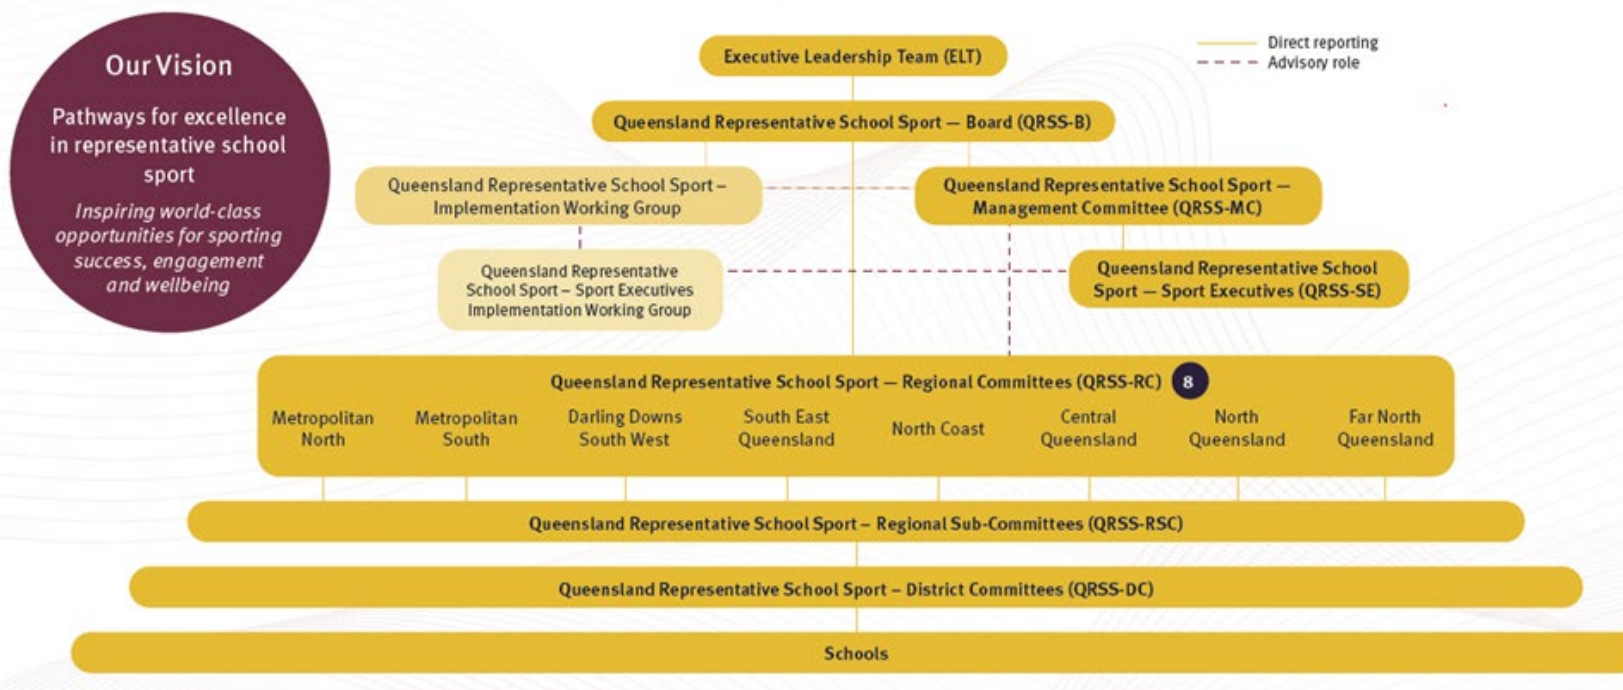 Our Vision
Pathways for excellence
in representative school
sport
Inspiring world-class
opportunities for sporting
success, engagement
and wellbeing
Direct reporting
Advisory role
Executive Leadership Team (ELT)
Queensland Representative School Sport — Board (QRSS-B)
Queensland Representative School Sport –
Implementation Working Group
Queensland Representative School Sport —
Management Committee (QRSS-MC)
Queensland Representative
School Sport – Sport Executives
Implementation Working Group
Queensland Representative School
Sport — Sport Executives (QRSS-SE)
Queensland Representative School Sport — Regional Committees (QRSS-RC) 8
Metropolitan
North
Metropolitan
South
Darling Downs
South West
South East
Queensland
North Coast
Central
Queensland
North
Queensland
Far North
Queensland
Queensland Representative School Sport – Regional Sub-Committees (QRSS-RSC)
Queensland Representative School Sport – District Committees (QRSS-DC)
Schools